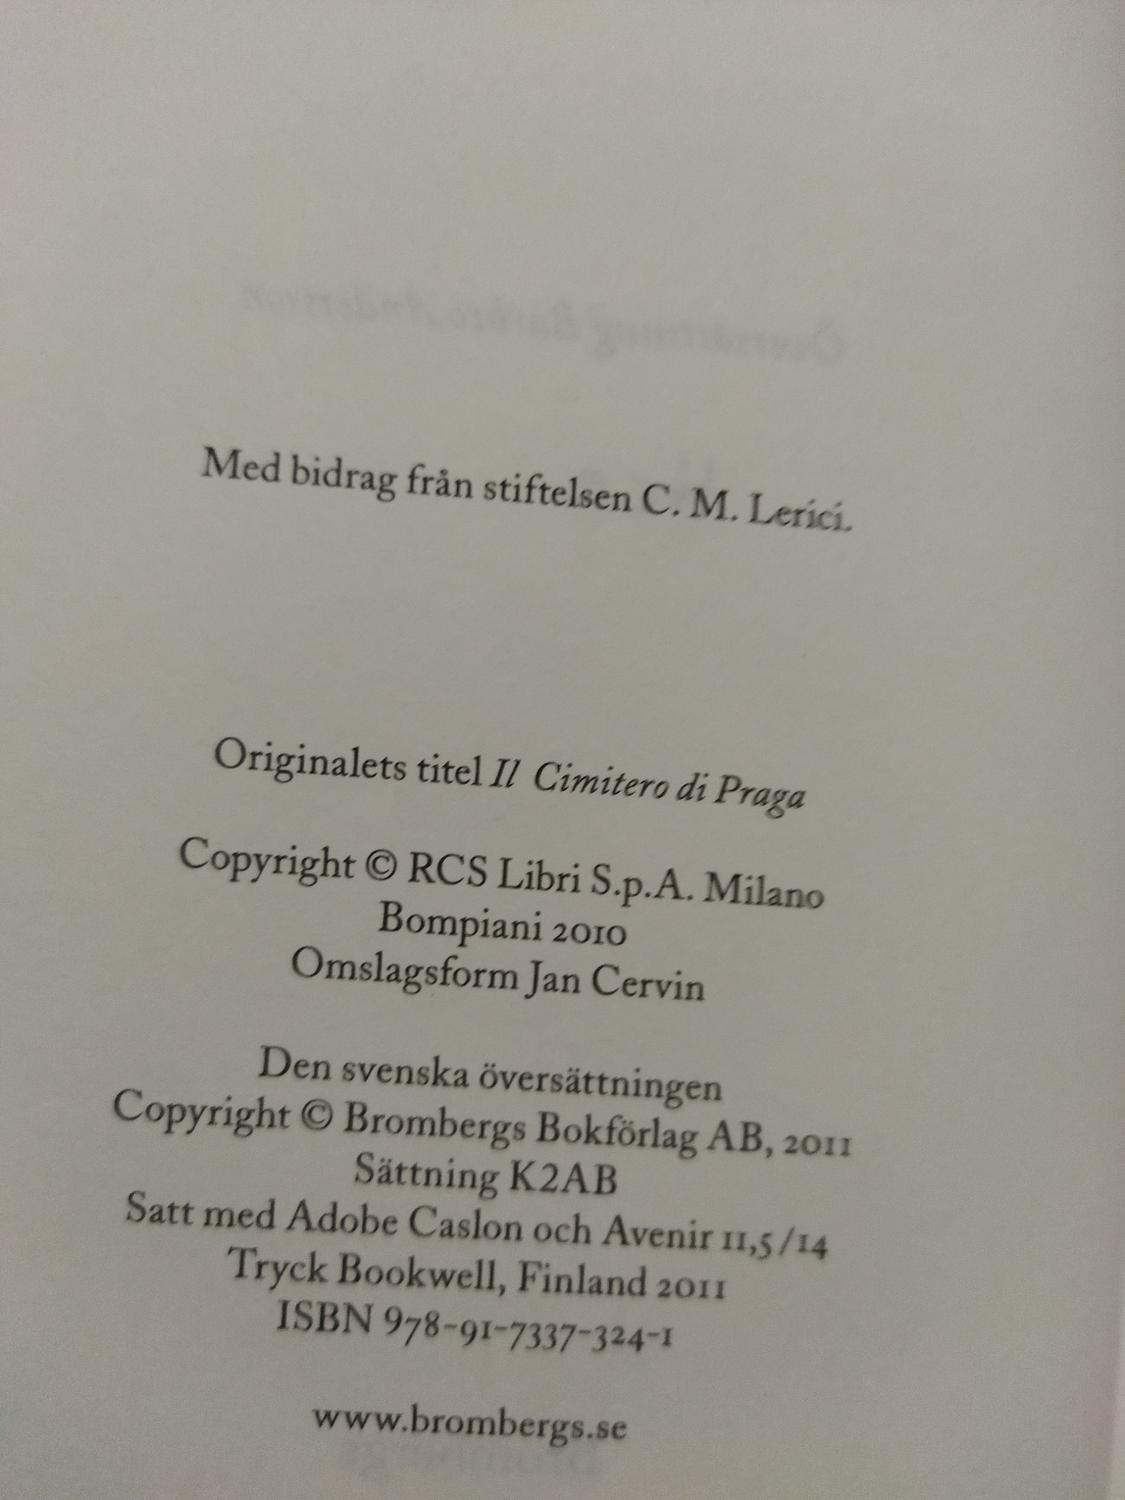 Med bidrag från stiftelsen C. M. Lerici.
Originalets titel Il Cimitero di Praga
Copyright © RCS Libri S.p.A. Milano
Bompiani 2010
Omslagsform Jan Cervin
Den svenska översättningen
Copyright © Brombergs Bokförlag AB, 2011
Sättning K2AB
Satt med Adobe Caslon och Avenir 11,5/14
Tryck Bookwell, Finland 2011
ISBN 978-91-7337-324-1
www.brombergs.se